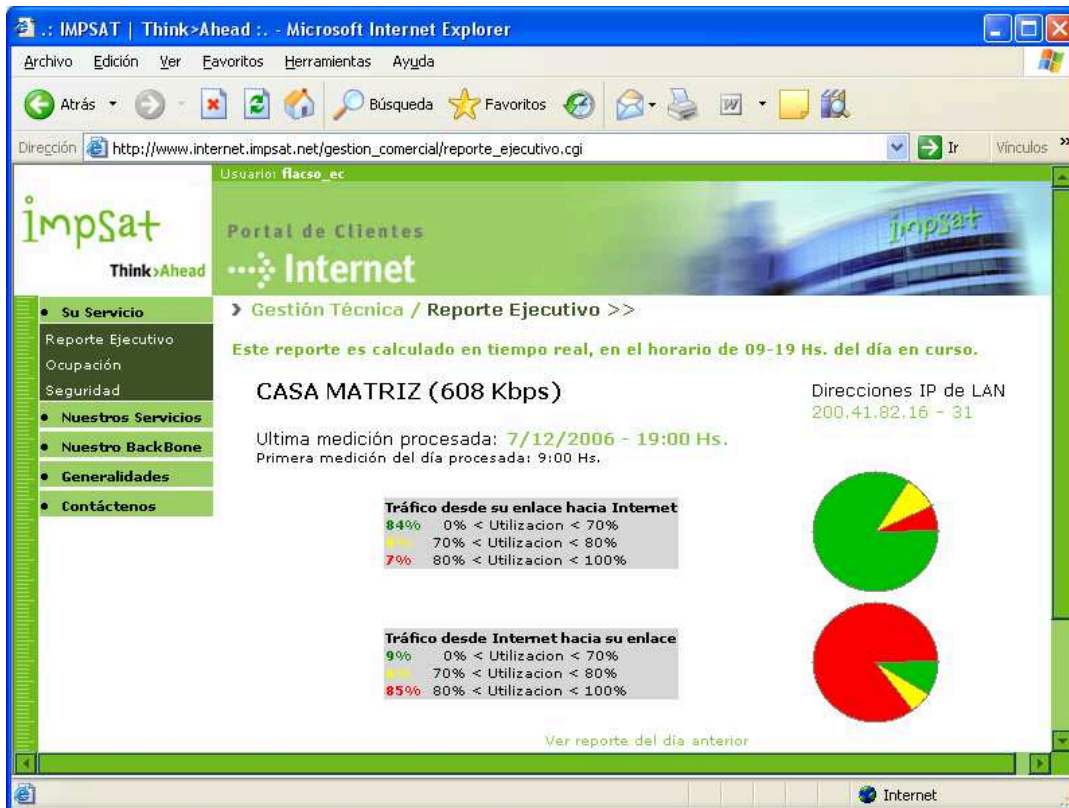 .: IMPSAT | Think>Ahead :. - Microsoft Internet Explorer
Archivo Edición Ver Favoritos Herramientas Ayuda
Atrás Búsqueda Favoritos
Dirección http://www.internet.impsat.net/gestion_comercial/reporte_ejecutivo.cgi Ir Vínculos »
Usuario: flacso_ec
impsat
Think>Ahead
Portal de Clientes
Internet
impsat
Su Servicio
Reporte Ejecutivo
Ocupación
Seguridad
Nuestros Servicios
Nuestro BackBone
Generalidades
Contáctenos
Gestión Técnica / Reporte Ejecutivo >>
Este reporte es calculado en tiempo real, en el horario de 09-19 Hs. del día en curso.
CASA MATRIZ (608 Kbps)
Direcciones IP de LAN
200.41.82.16 - 31
Ultima medición procesada: 7/12/2006 - 19:00 Hs.
Primera medición del día procesada: 9:00 Hs.
Tráfico desde su enlace hacia Internet
84% 0% < Utilizacion < 70%
70% < Utilizacion < 80%
7% 80% < Utilizacion < 100%
Tráfico desde Internet hacia su enlace
9% 0% < Utilizacion < 70%
70% < Utilizacion < 80%
85% 80% < Utilizacion < 100%
Ver reporte del día anterior
Internet